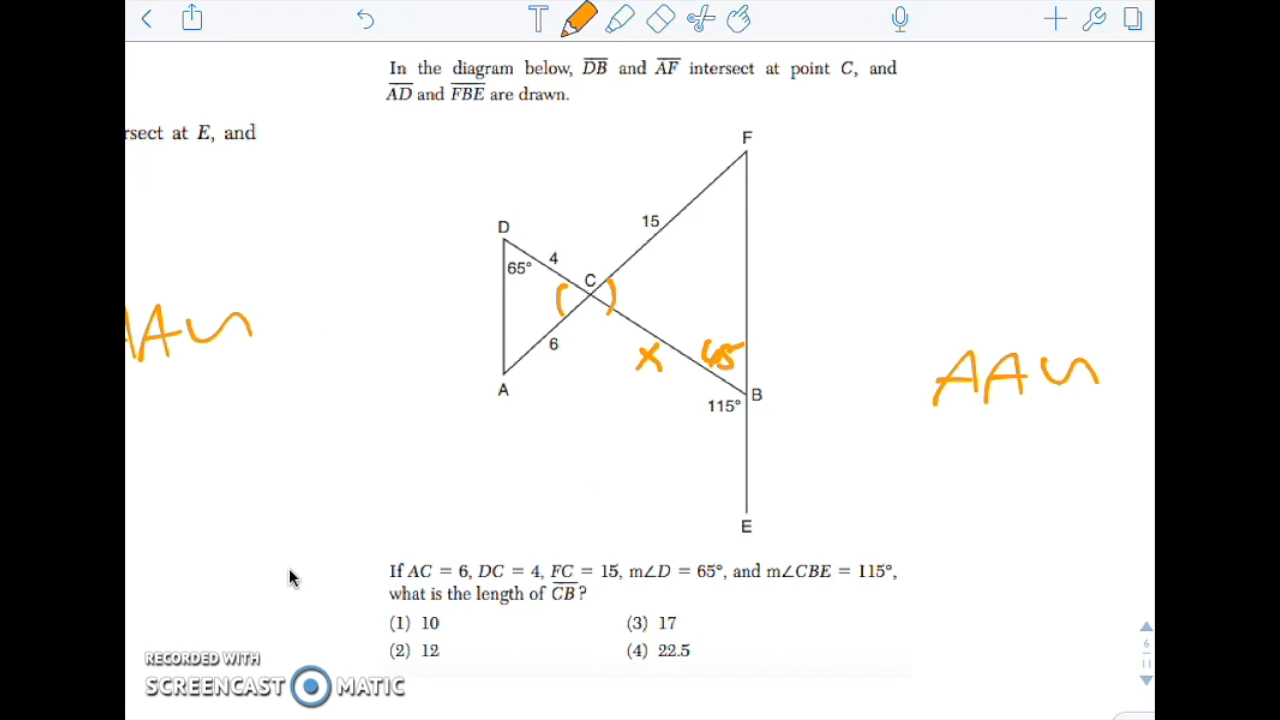 In the diagram below, DB and AF intersect at point C, and
AD and FBE are drawn.
rsect at E, and
F
15
D
4
65°
C
6
x
65
A
B
115°
AA~
AA~
E
If AC = 6, DC = 4, FC = 15, m∠D = 65°, and m∠CBE = 115°,
what is the length of CB?
(1) 10
(3) 17
(2) 12
(4) 22.5
6
11
RECORDED WITH
SCREENCAST MATIC